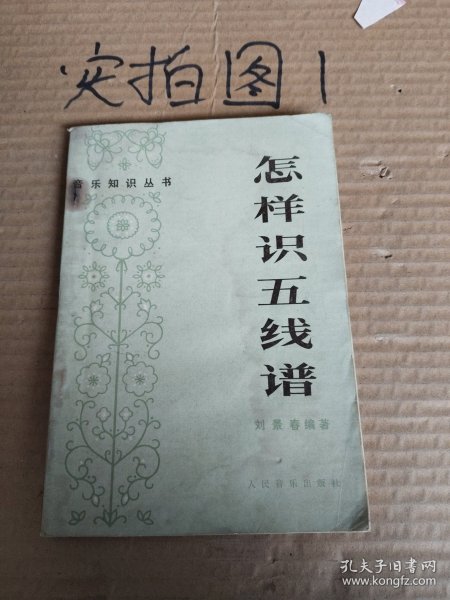 实拍图1
音乐知识丛书
怎样识五线谱
刘景春编著
人民音乐出版社
孔夫子旧书网
www.kongfz.com